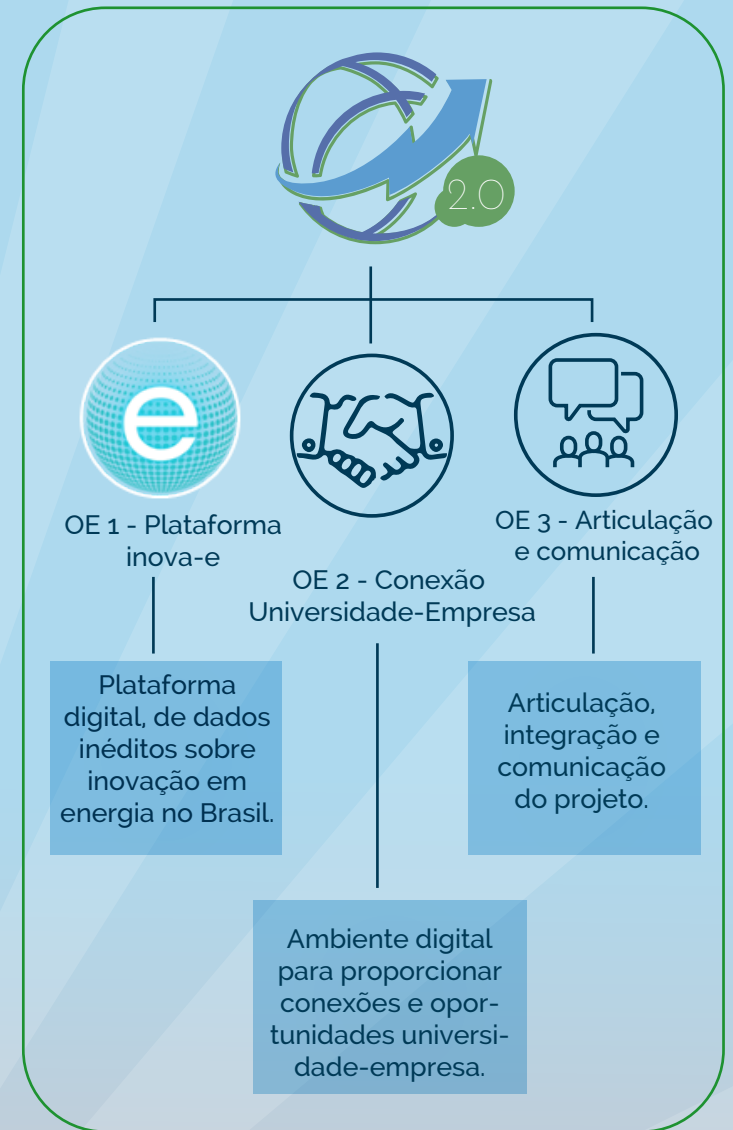 2.0
e
OE 1 - Plataforma
inova-e
OE 2 - Conexão
Universidade-Empresa
OE 3 - Articulação
e comunicação
Plataforma
digital, de dados
inéditos sobre
inovação em
energia no Brasil.
Articulação,
integração e
comunicação
do projeto.
Ambiente digital
para proporcionar
conexões e opor-
tunidades universi-
dade-empresa.